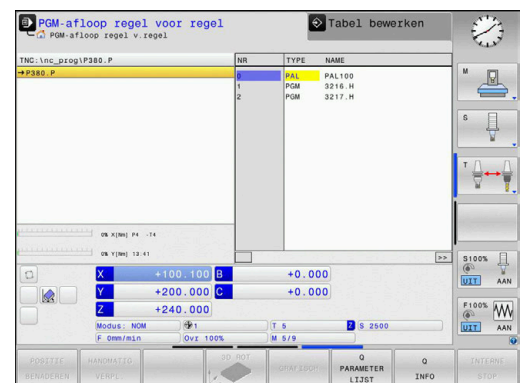 PGM-afloop regel voor regel
Tabel bewerken
PGM-afloop regel v.regel
TNC:\nc_prog\P380.P
NR TYPE NAME
→P380.P
0 PAL PAL100
1 PGM 3216.H
2 PGM 3217.H
M
S
T
0% X[Nm] P4 -T4
0% Y[Nm] 13:41
>>
X +100.100 B +0.000
Y +200.000 C +0.000
Z +240.000
Modus: NOM 1 T 5 Z S 2500
F 0mm/min Ovr 100% M 5/9
S100%
UIT AAN
F100%
UIT AAN
POSITIE BENADEREN
HANDMATIG VERPL.
3D ROT
Q PARAMETER LIJST
Q INFO
INTERNE STOP